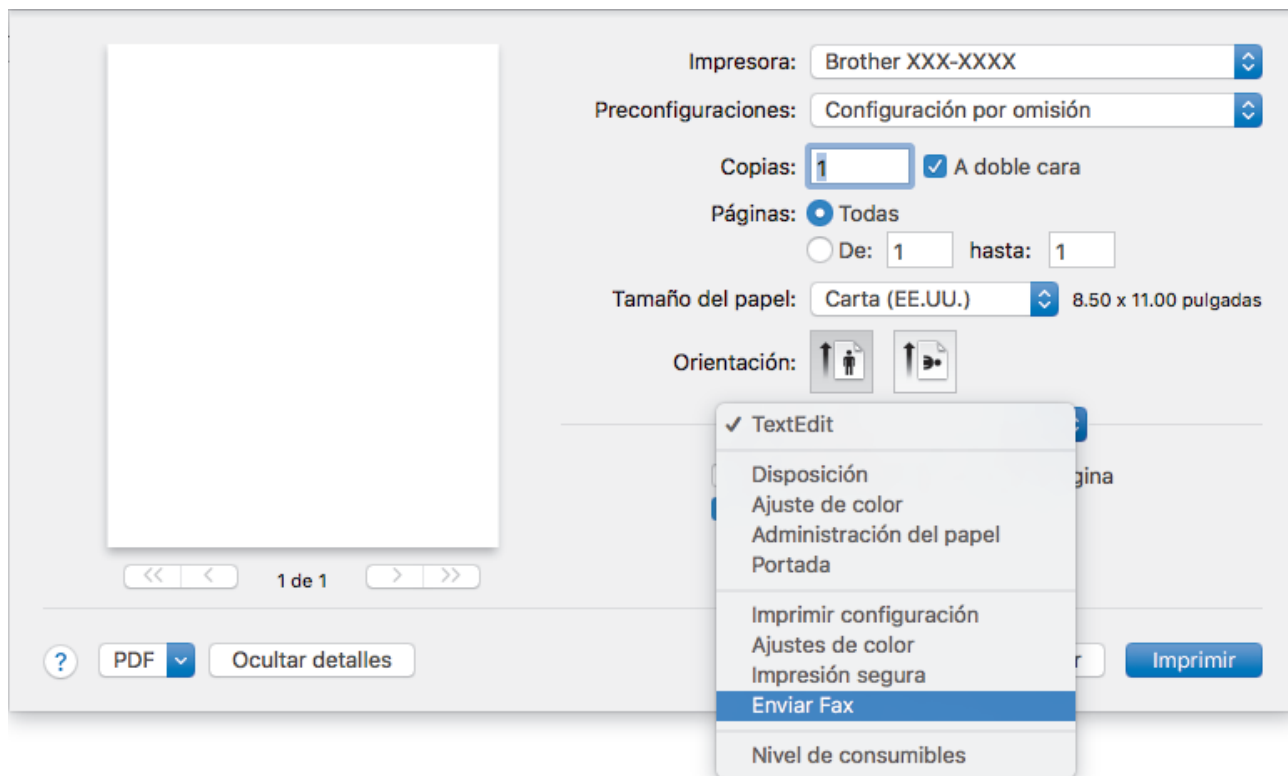 Impresora: Brother XXX-XXXX
Preconfiguraciones: Configuración por omisión
Copias: 1 A doble cara
Páginas: Todas
De: 1 hasta: 1
Tamaño del papel: Carta (EE.UU.) 8.50 x 11.00 pulgadas
Orientación:
✓ TextEdit
Disposición
gina
Ajuste de color
Administración del papel
Portada
1 de 1
Imprimir configuración
Ajustes de color
Impresión segura
Enviar Fax
Nivel de consumibles
? PDF Ocultar detalles r Imprimir